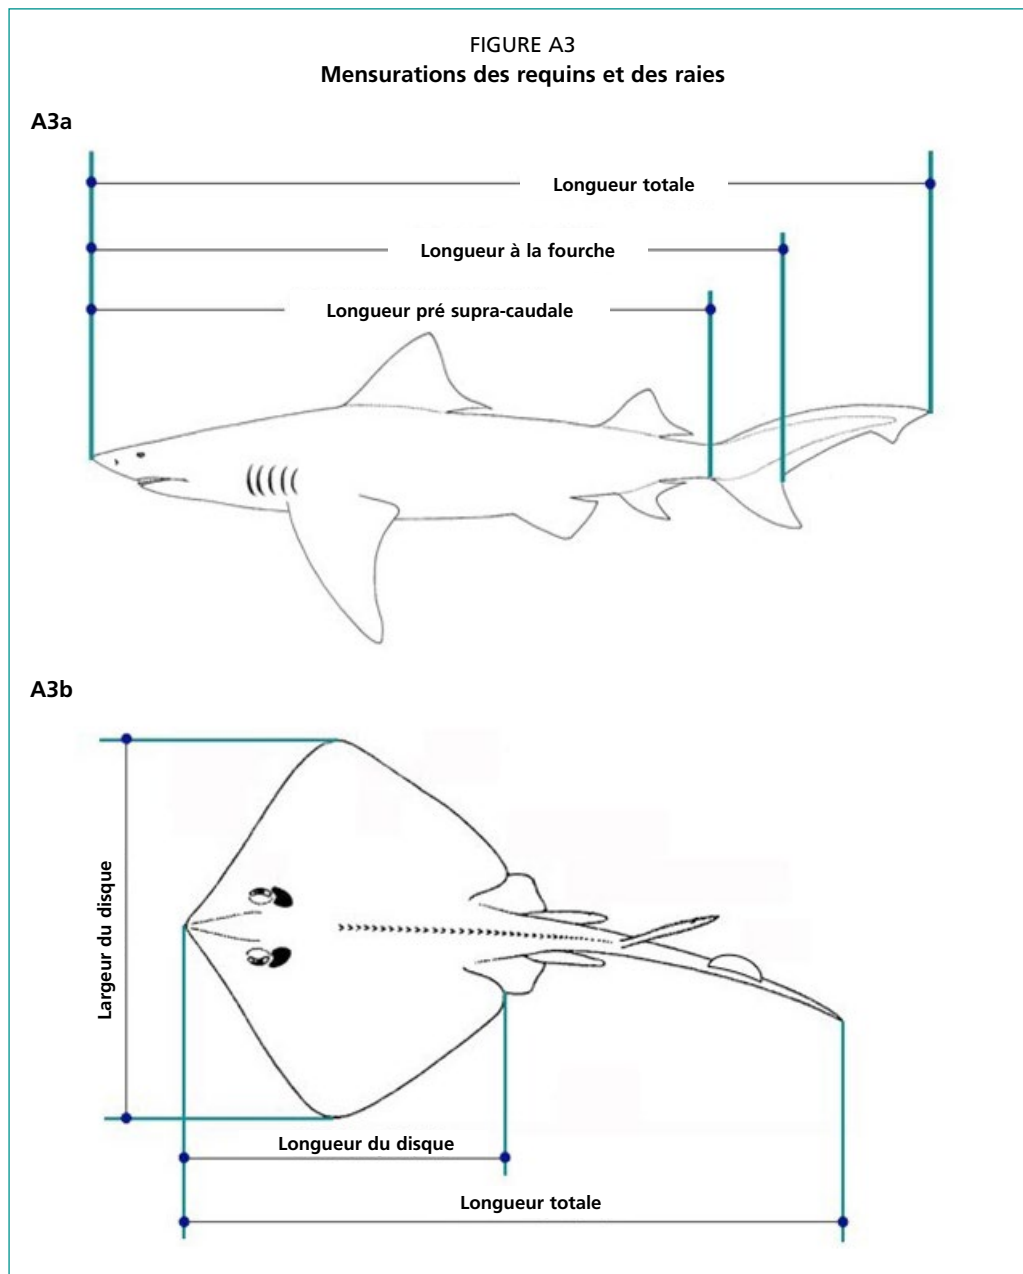 FIGURE A3
Mensurations des requins et des raies
A3a
Longueur totale
Longueur à la fourche
Longueur pré supra-caudale
A3b
Largeur du disque
Longueur du disque
Longueur totale